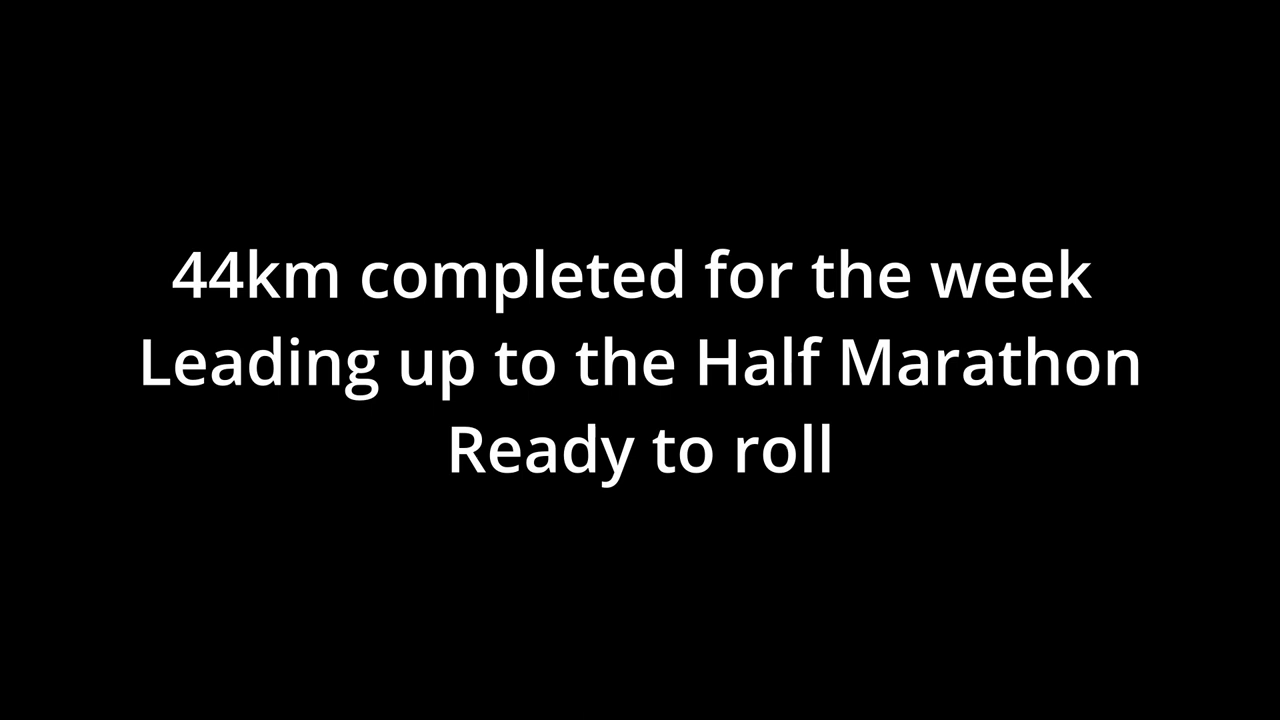 44km completed for the week
Leading up to the Half Marathon
Ready to roll